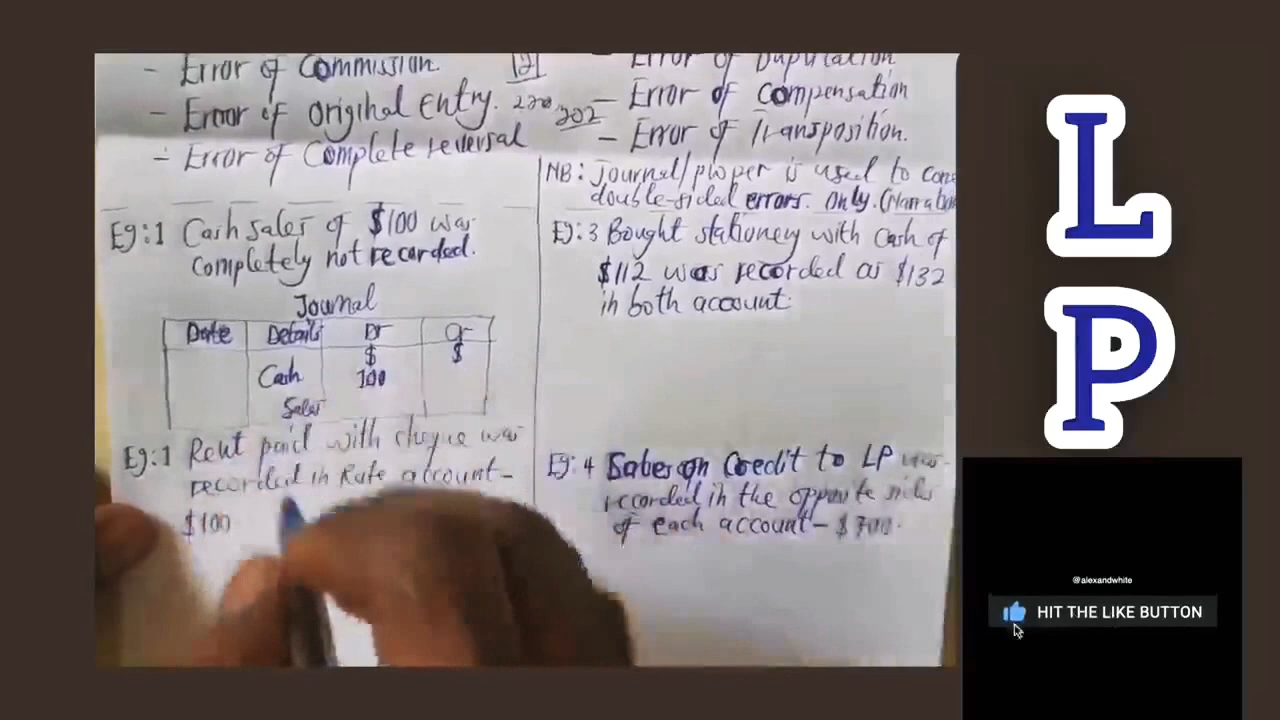 - Error of Commission.
- Error of Original Entry.
- Error of Complete reversal
- Error of Compensation
- Error of Transposition.
NB: Journal/proper is used to
double-sided errors. Only.
Eg:1 Cash sales of $100 was
completely not recorded.
Journal
Date Details Dr Cr
$ $
Cash 100
Sales
Eg:1 Rent paid with cheque was
recorded in Rate account-
$100
Eg:3 Bought stationery with cash of
$112 was recorded as $132
in both account.
Eg:4 Sales on Credit to LP was
recorded in the opposite sides
of each account- $700.
L
P
@alexandwhite
HIT THE LIKE BUTTON